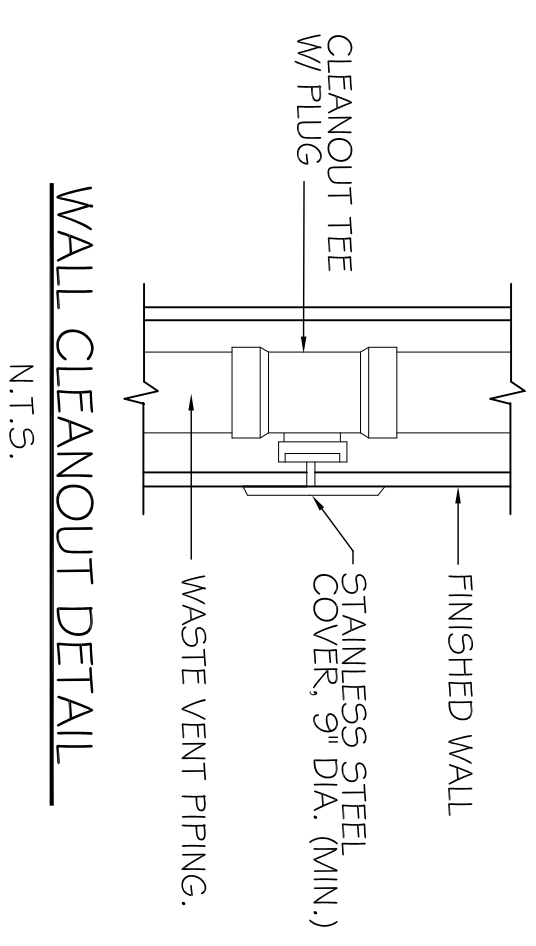 CLEANOUT TEE
W/ PLUG
FINISHED WALL
STAINLESS STEEL
COVER, 9" DIA. (MIN.)
WASTE VENT PIPING.
WALL CLEANOUT DETAIL
N.T.S.